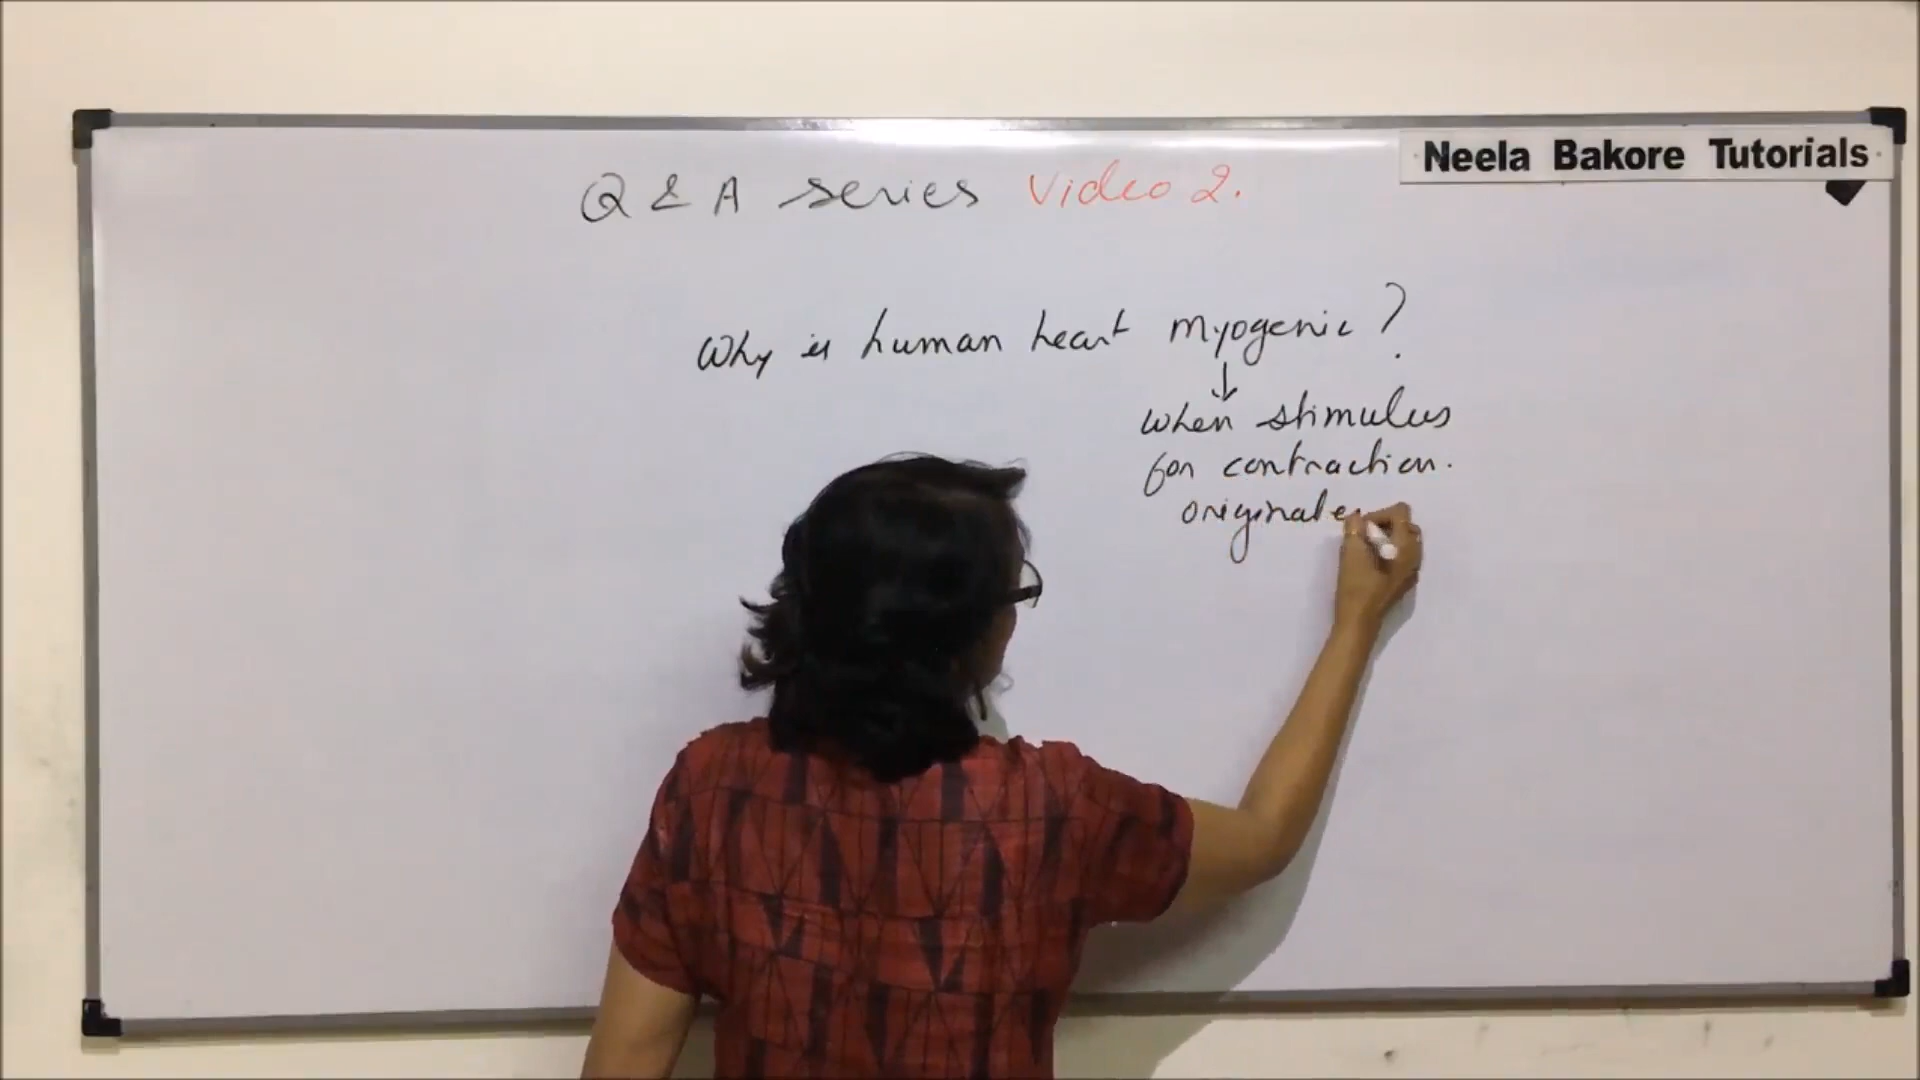 Neela Bakore Tutorials
Q & A series Video 2.
Why is human heart myogenic ?
when stimulus
for contraction.
originates